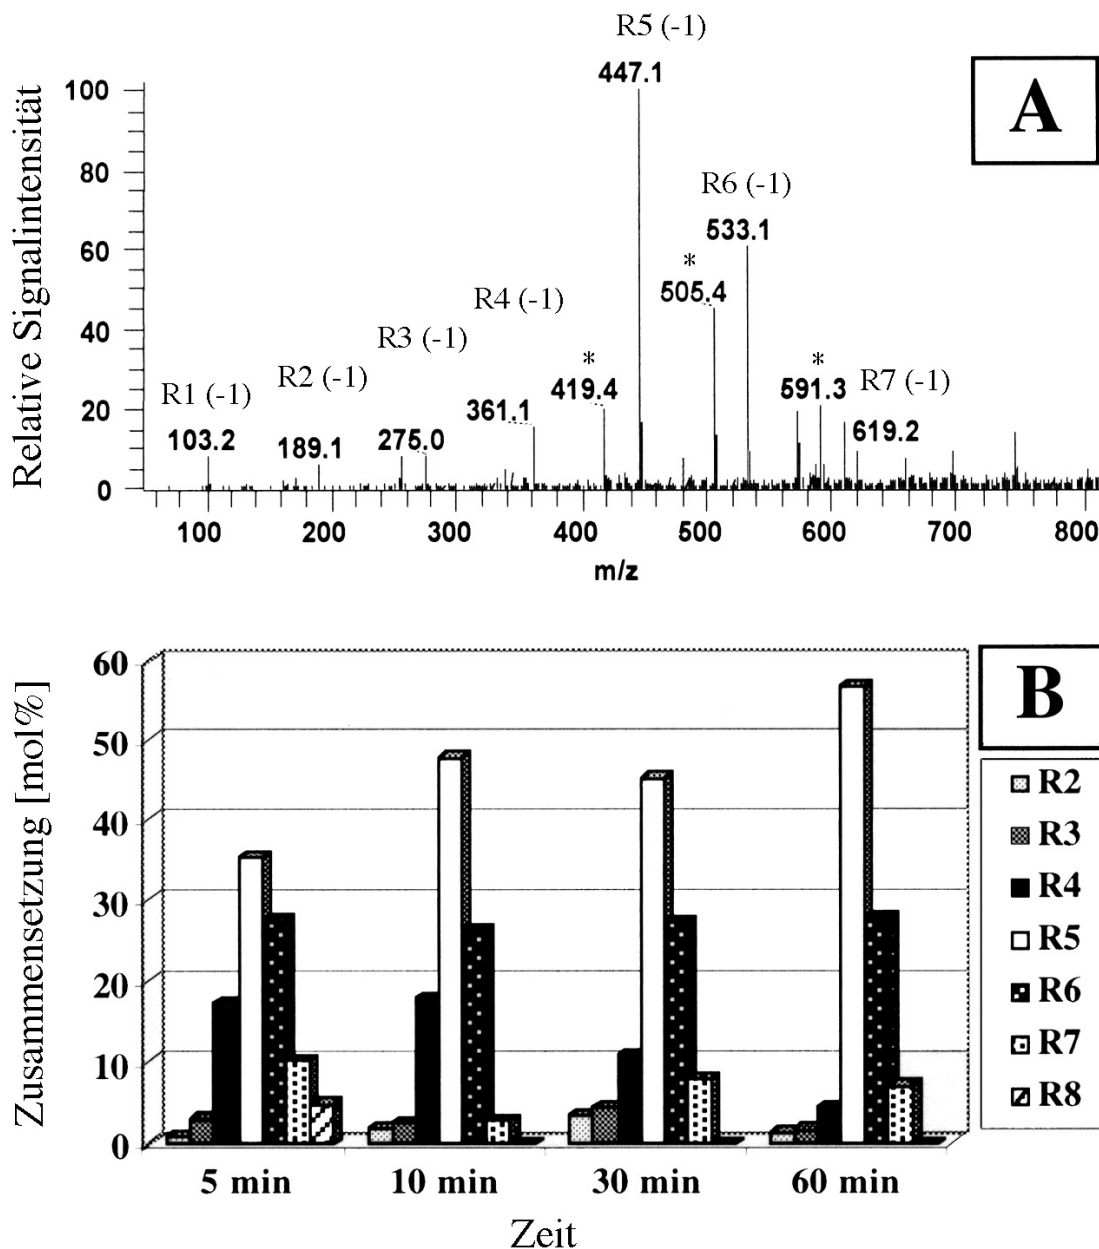 R5 (-1)
447.1
A
Relative Signalintensität
100
80
60
40
20
0
R6 (-1)
533.1
*
505.4
R4 (-1)
R3 (-1)
*
419.4
*
591.3
R7 (-1)
619.2
R1 (-1)
103.2
R2 (-1)
189.1
275.0
361.1
100 200 300 400 500 600 700 800
m/z
B
Zusammensetzung [mol%]
60
50
40
30
20
10
0
R2
R3
R4
R5
R6
R7
R8
5 min 10 min 30 min 60 min
Zeit